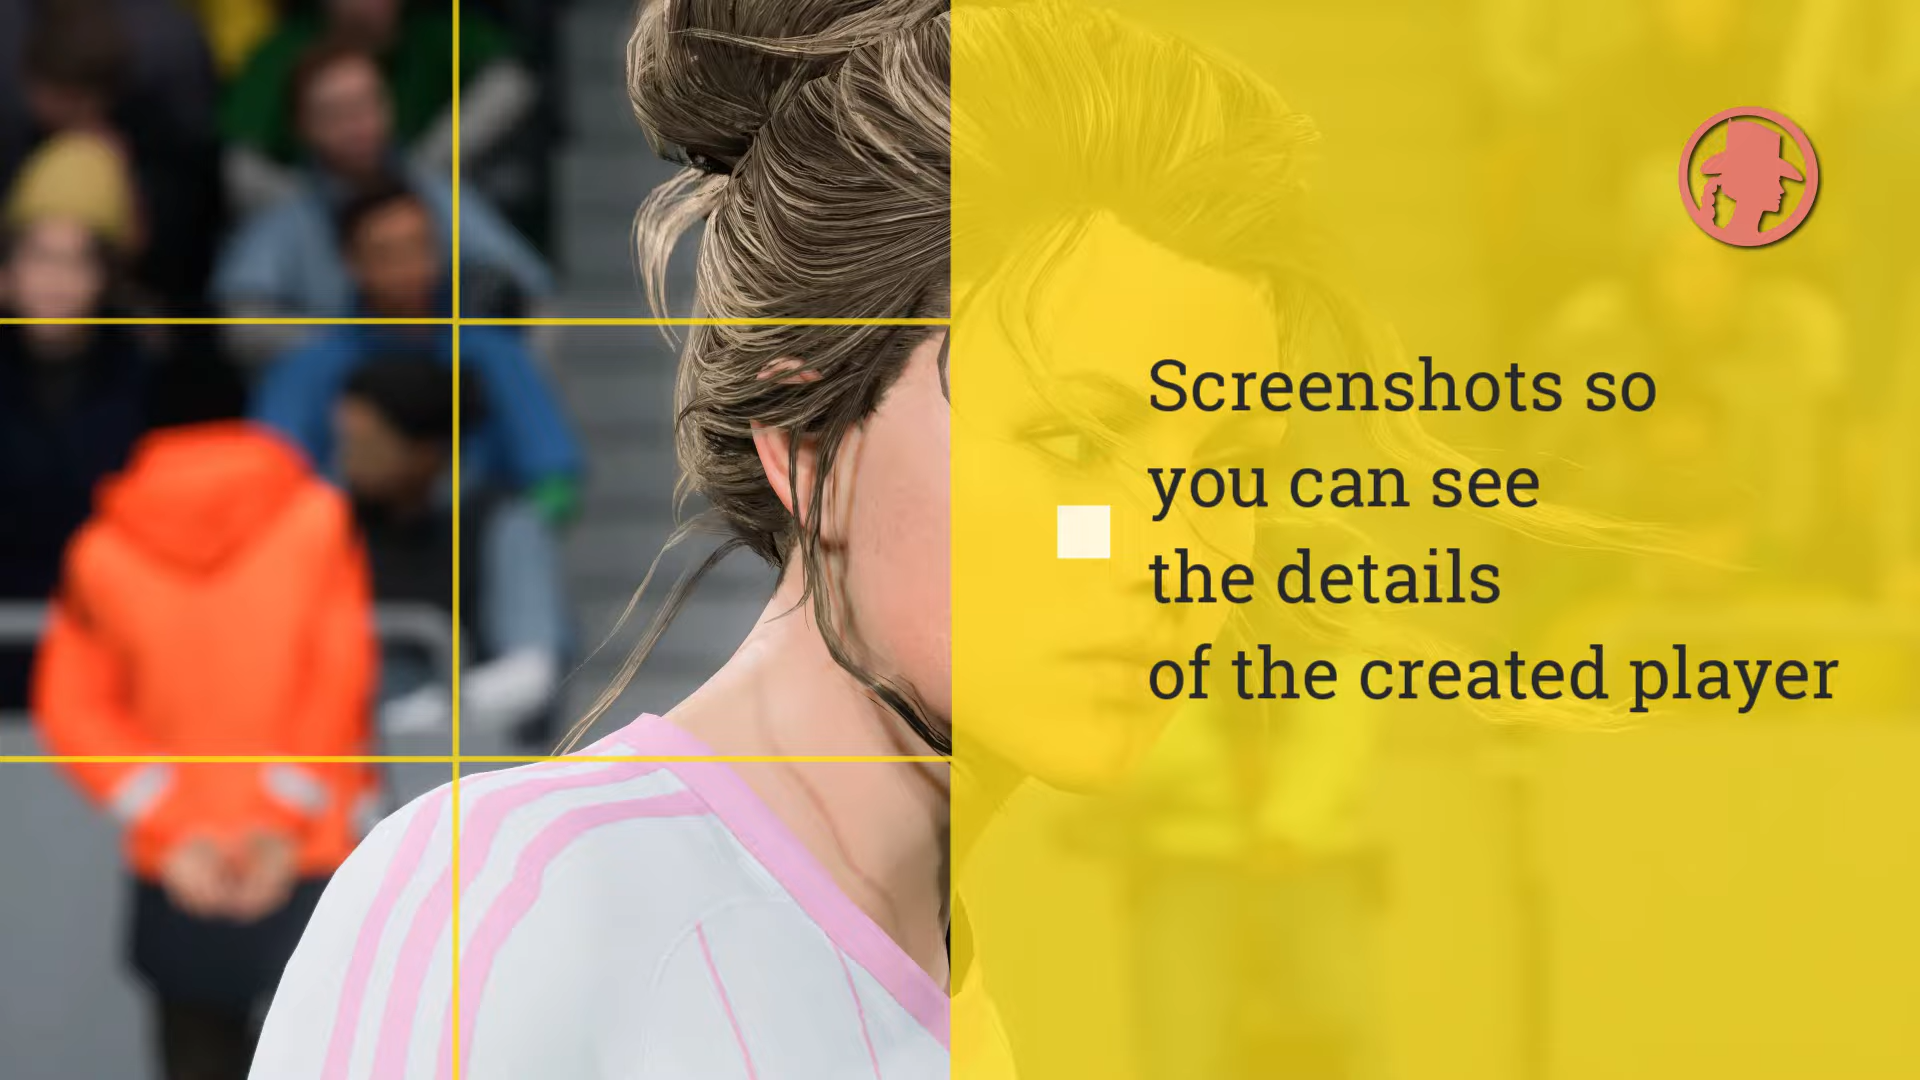 Screenshots so
you can see
the details
of the created player